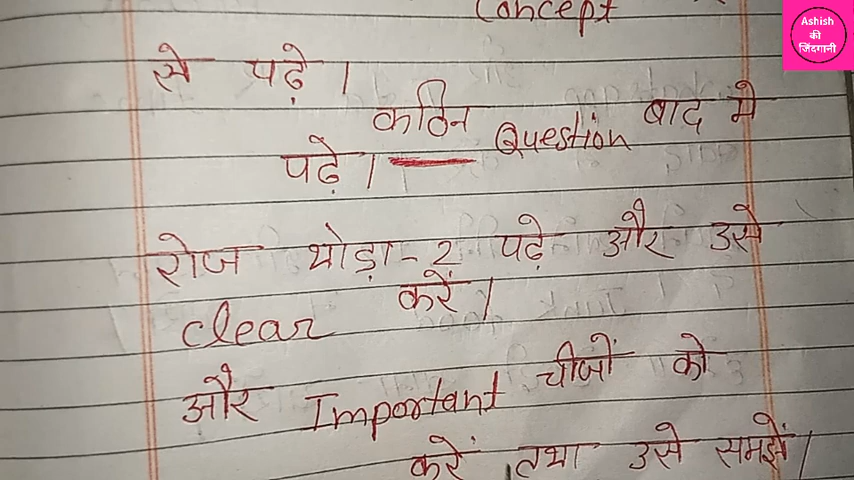 Concept
से पढ़े ।
कठिन Question बाद मे
पढ़े ।
रोज थोड़ा-2 पढ़े और उसे
clear करें ।
और Important चीजों को
करें तथा उसे समझें ।
Ashish
की
जिंदगानी